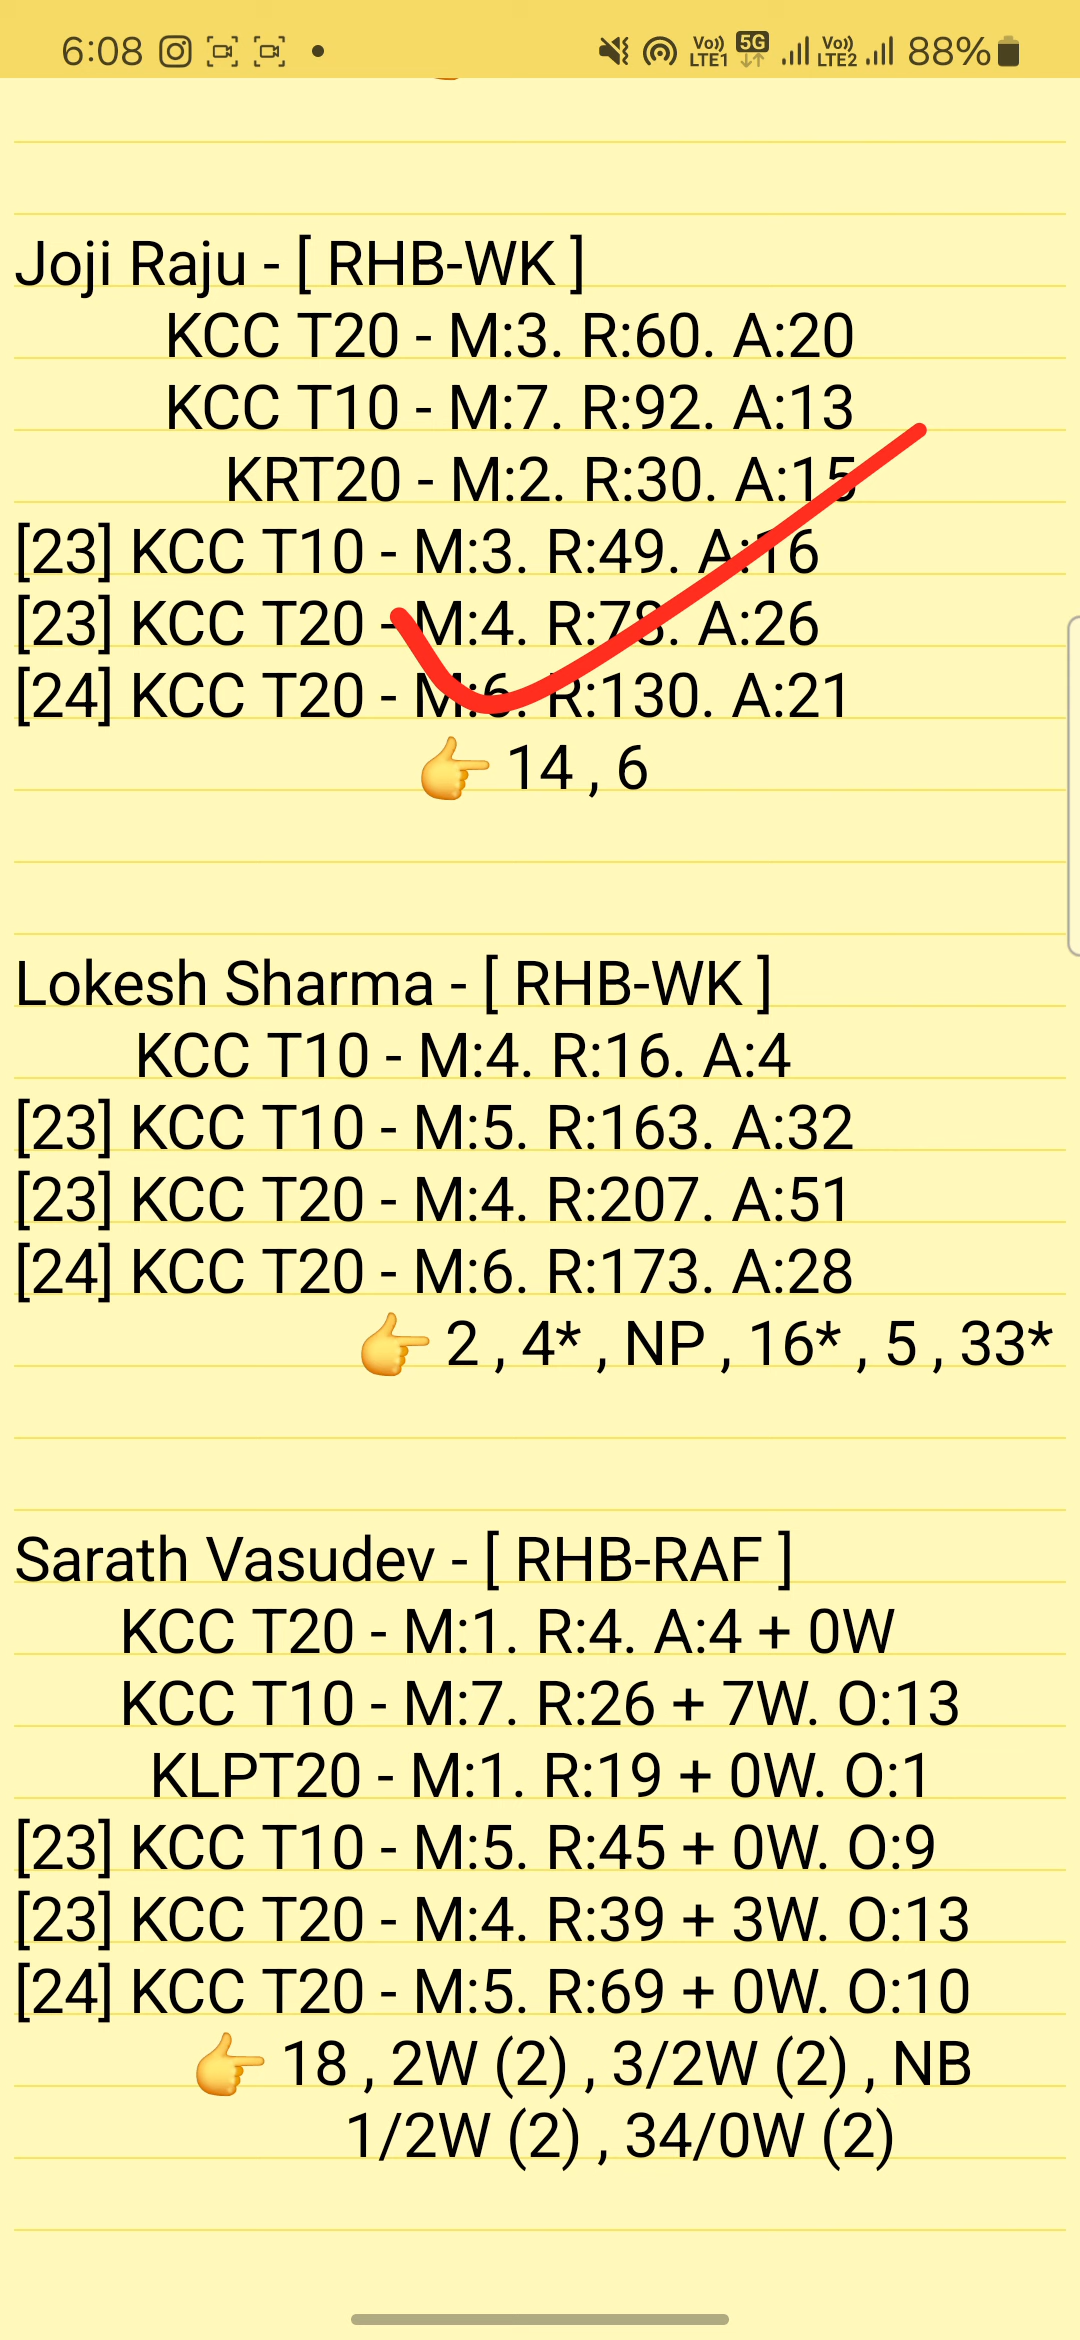 6:08 Vo)) LTE1 5G Vo)) LTE2 88%
Joji Raju - [ RHB-WK ]
KCC T20 - M:3. R:60. A:20
KCC T10 - M:7. R:92. A:13
KRT20 - M:2. R:30. A:15
[23] KCC T10 - M:3. R:49. A:16
[23] KCC T20 - M:4. R:78. A:26
[24] KCC T20 - M:6. R:130. A:21
👉 14 , 6
Lokesh Sharma - [ RHB-WK ]
KCC T10 - M:4. R:16. A:4
[23] KCC T10 - M:5. R:163. A:32
[23] KCC T20 - M:4. R:207. A:51
[24] KCC T20 - M:6. R:173. A:28
👉 2 , 4* , NP , 16* , 5 , 33*
Sarath Vasudev - [ RHB-RAF ]
KCC T20 - M:1. R:4. A:4 + 0W
KCC T10 - M:7. R:26 + 7W. O:13
KLPT20 - M:1. R:19 + 0W. O:1
[23] KCC T10 - M:5. R:45 + 0W. O:9
[23] KCC T20 - M:4. R:39 + 3W. O:13
[24] KCC T20 - M:5. R:69 + 0W. O:10
👉 18 , 2W (2) , 3/2W (2) , NB
1/2W (2) , 34/0W (2)